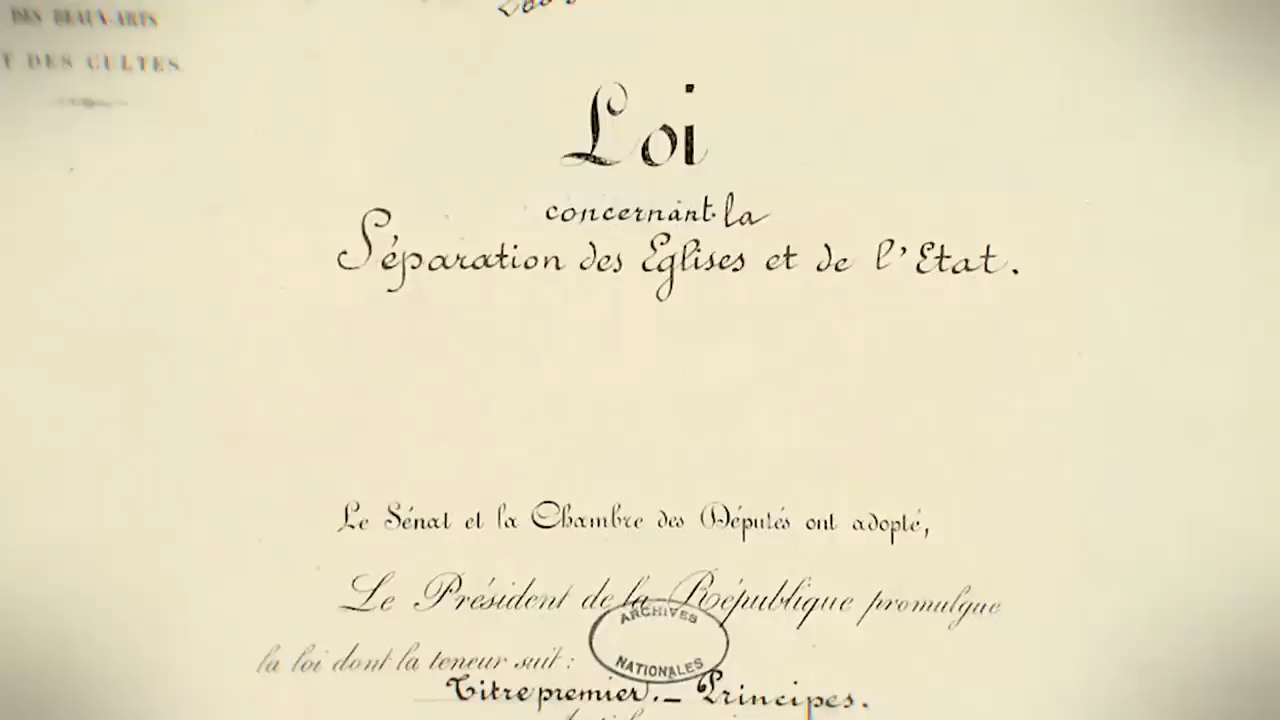 DES BEAUX-ARTS
T DES CULTES
Loi
concernant la
Séparation des Eglises et de l'Etat.
Le Sénat et la Chambre des Députés ont adopté,
Le Président de la République promulgue
ARCHIVES
la loi dont la teneur suit :
NATIONALES
Titre premier. — Principes.